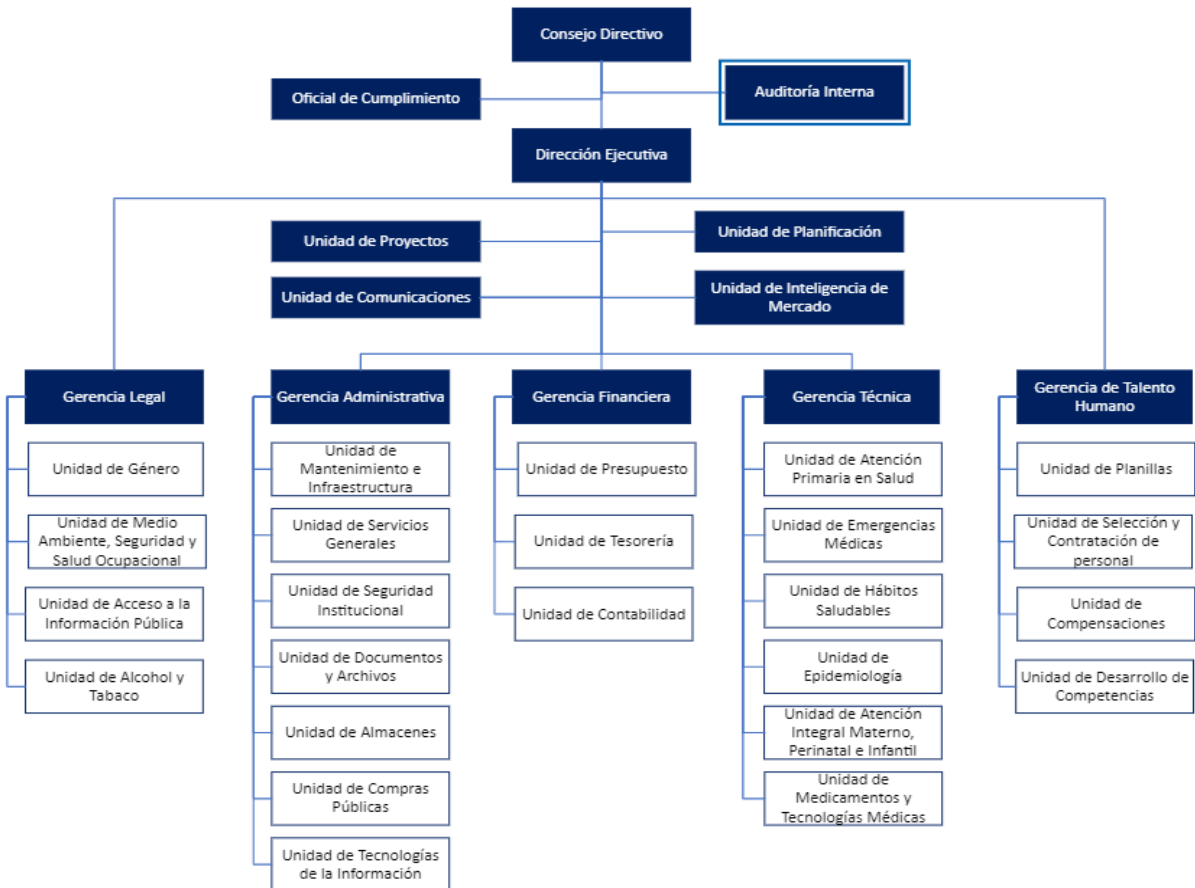 Consejo Directivo
Oficial de Cumplimiento
Auditoría Interna
Dirección Ejecutiva
Unidad de Proyectos
Unidad de Planificación
Unidad de Comunicaciones
Unidad de Inteligencia de
Mercado
Gerencia Legal
Unidad de Género
Unidad de Medio
Ambiente, Seguridad y
Salud Ocupacional
Unidad de Acceso a la
Información Pública
Unidad de Alcohol y
Tabaco
Gerencia Administrativa
Unidad de
Mantenimiento e
Infraestructura
Unidad de Servicios
Generales
Unidad de Seguridad
Institucional
Unidad de Documentos
y Archivos
Unidad de Almacenes
Unidad de Compras
Públicas
Unidad de Tecnologías
de la Información
Gerencia Financiera
Unidad de Presupuesto
Unidad de Tesorería
Unidad de Contabilidad
Gerencia Técnica
Unidad de Atención
Primaria en Salud
Unidad de Emergencias
Médicas
Unidad de Hábitos
Saludables
Unidad de
Epidemiología
Unidad de Atención
Integral Materno,
Perinatal e Infantil
Unidad de
Medicamentos y
Tecnologías Médicas
Gerencia de Talento
Humano
Unidad de Planillas
Unidad de Selección y
Contratación de
personal
Unidad de
Compensaciones
Unidad de Desarrollo de
Competencias